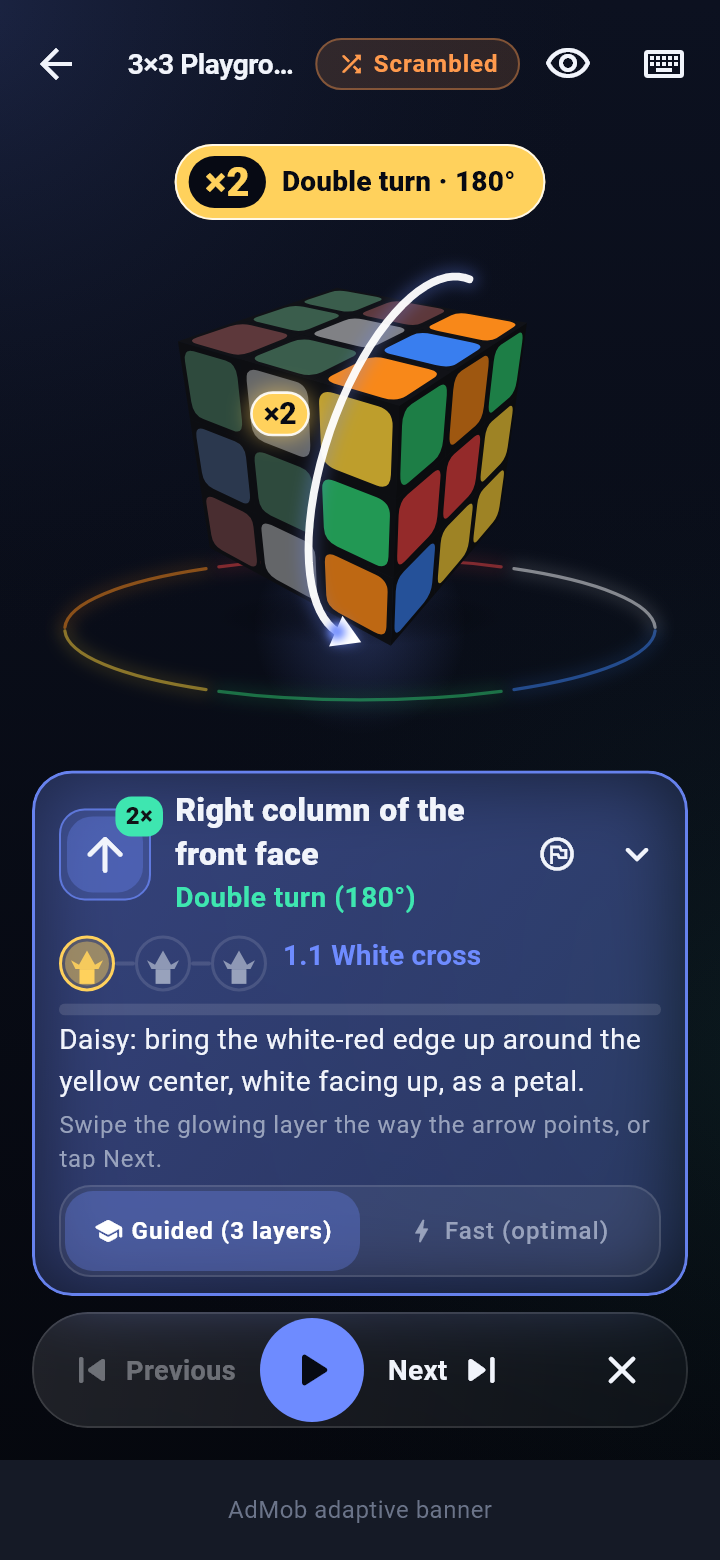 3×3 Playgro...
Scrambled
×2
Double turn · 180°
×2
2×
Right column of the
front face
Double turn (180°)
1.1 White cross
Daisy: bring the white-red edge up around the
yellow center, white facing up, as a petal.
Swipe the glowing layer the way the arrow points, or
tap Next.
Guided (3 layers)
Fast (optimal)
Previous
Next
AdMob adaptive banner